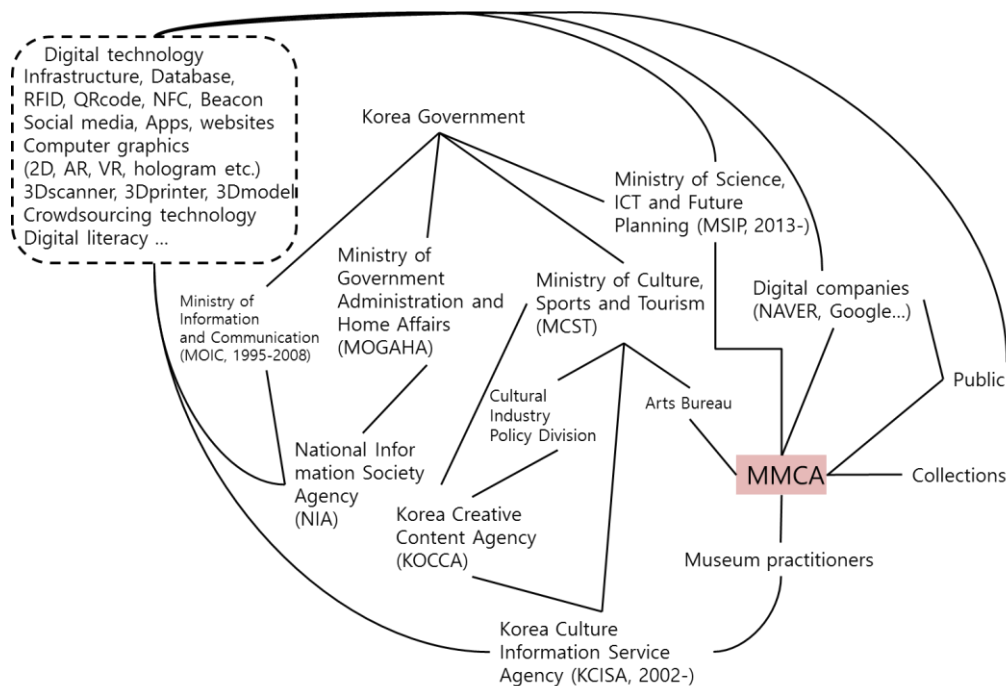 Digital technology
Infrastructure, Database,
RFID, QRcode, NFC, Beacon
Social media, Apps, websites
Computer graphics
(2D, AR, VR, hologram etc.)
3Dscanner, 3Dprinter, 3Dmodel
Crowdsourcing technology
Digital literacy ...
Korea Government
Ministry of Science,
ICT and Future
Planning (MSIP, 2013-)
Ministry of
Information
and Communication
(MOIC, 1995-2008)
Ministry of
Government
Administration and
Home Affairs
(MOGAHA)
Ministry of Culture,
Sports and Tourism
(MCST)
Digital companies
(NAVER, Google...)
Public
Cultural
Industry
Policy Division
Arts Bureau
National Infor
mation Society
Agency
(NIA)
MMCA
Collections
Korea Creative
Content Agency
(KOCCA)
Museum practitioners
Korea Culture
Information Service
Agency (KCISA, 2002-)